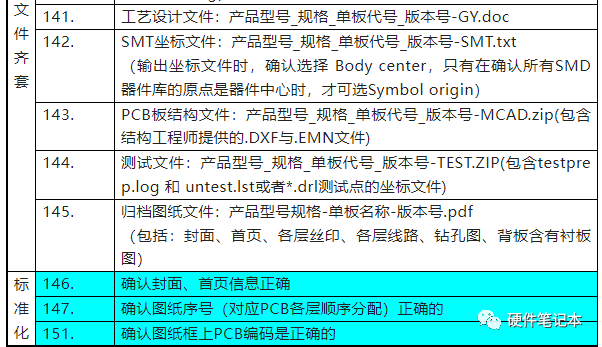 文件齐套
141. 工艺设计文件：产品型号_规格_单板代号_版本号-GY.doc
142. SMT坐标文件：产品型号_规格_单板代号_版本号-SMT.txt
（输出坐标文件时，确认选择 Body center，只有在确认所有SMD
器件库的原点是器件中心时，才可选Symbol origin）
143. PCB板结构文件：产品型号_规格_单板代号_版本号-MCAD.zip(包含
结构工程师提供的.DXF与.EMN文件)
144. 测试文件：产品型号_规格_单板代号_版本号-TEST.ZIP(包含testpre
p.log 和 untest.lst或者*.drl测试点的坐标文件)
145. 归档图纸文件：产品型号规格-单板名称-版本号.pdf
（包括：封面、首页、各层丝印、各层线路、钻孔图、背板含有衬板
图）
标准化
146. 确认封面、首页信息正确
147. 确认图纸序号（对应PCB各层顺序分配）正确的
151. 确认图纸框上PCB编码是正确的
硬件笔记本